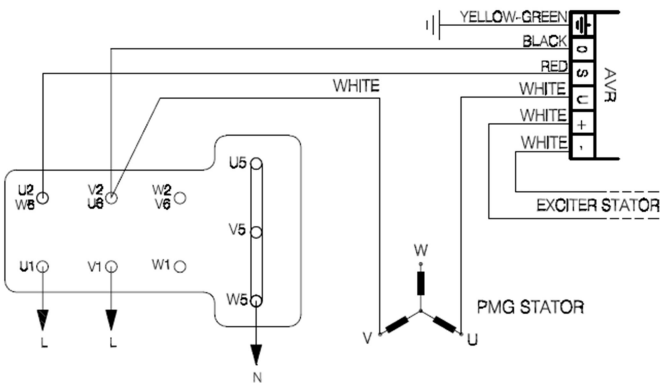 YELLOW-GREEN
BLACK
0
RED
S
WHITE
WHITE
U
AVR
WHITE
+
WHITE
-
U2
W6
V2
U6
W2
V6
U5
V5
EXCITER STATOR
U1
V1
W1
W5
W
PMG STATOR
V
U
L
L
N